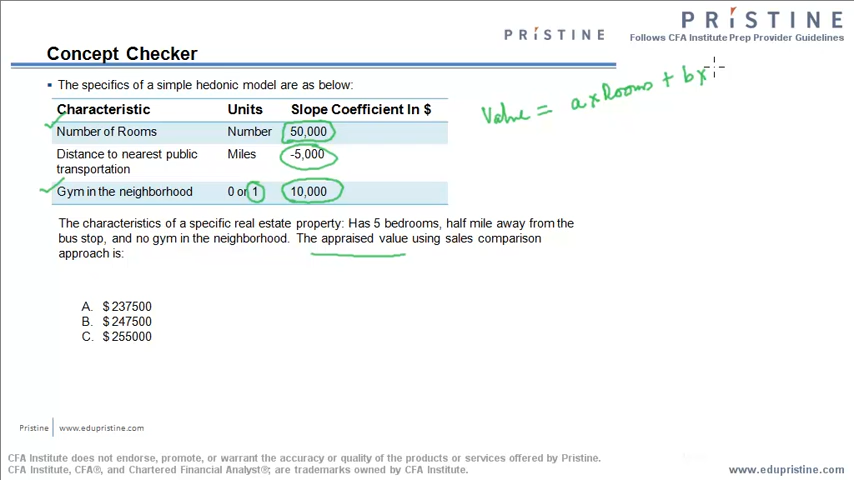 PRiSTINE
PRiSTINE
Follows CFA Institute Prep Provider Guidelines
Concept Checker
▪ The specifics of a simple hedonic model are as below:
Value = a x Rooms + b x
Characteristic Units Slope Coefficient In $
Number of Rooms Number 50,000
Distance to nearest public transportation Miles -5,000
Gym in the neighborhood 0 or 1 10,000
The characteristics of a specific real estate property: Has 5 bedrooms, half mile away from the
bus stop, and no gym in the neighborhood. The appraised value using sales comparison
approach is:
A. $ 237500
B. $ 247500
C. $ 255000
Pristine www.edupristine.com
CFA Institute does not endorse, promote, or warrant the accuracy or quality of the products or services offered by Pristine.
CFA Institute, CFA®, and Chartered Financial Analyst®; are trademarks owned by CFA Institute.
www.edupristine.com